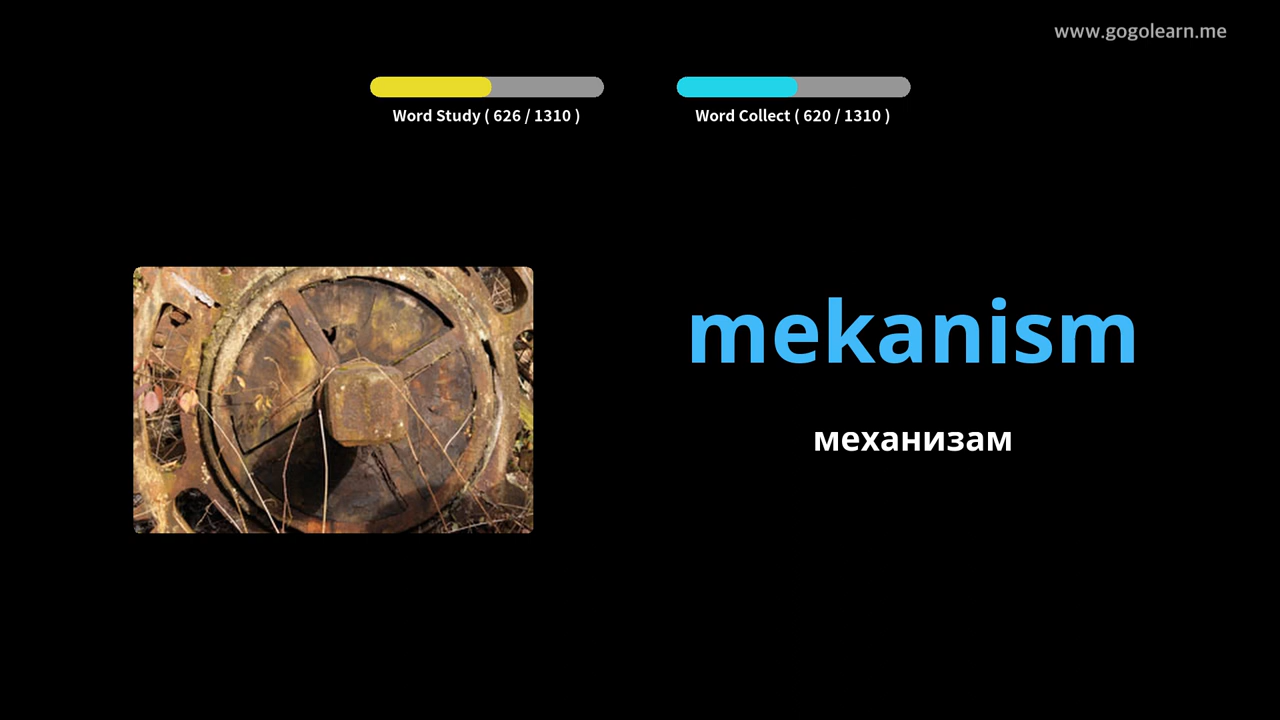 www.gogolearn.me
Word Study ( 626 / 1310 )
Word Collect ( 620 / 1310 )
mekanism
механизам